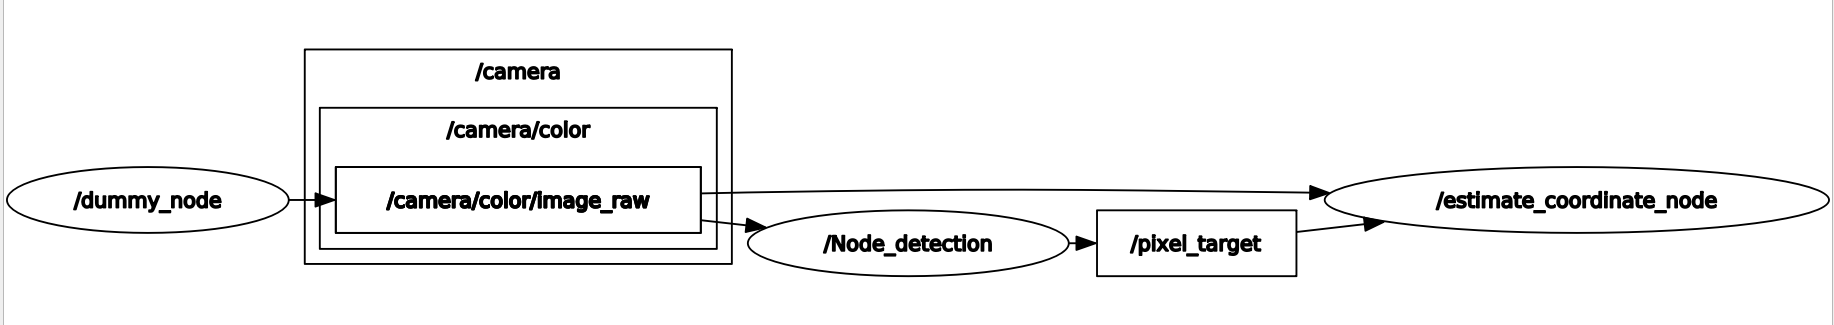 /camera
/camera/color
/dummy_node
/camera/color/image_raw
/estimate_coordinate_node
/Node_detection
/pixel_target